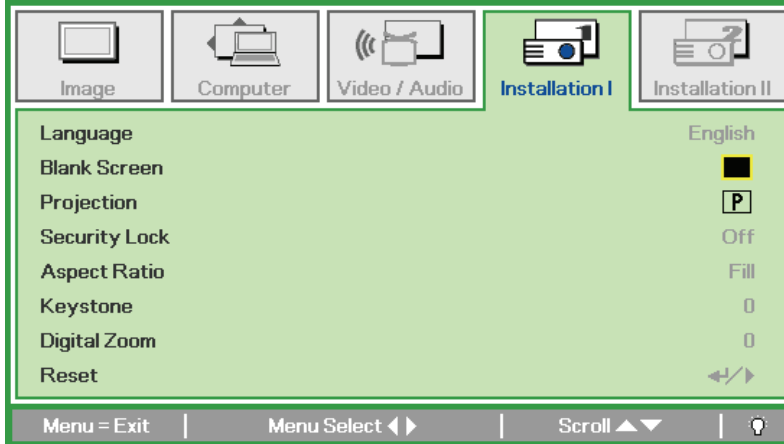 Image Computer Video / Audio Installation I Installation II
Language English
Blank Screen
Projection P
Security Lock Off
Aspect Ratio Fill
Keystone 0
Digital Zoom 0
Reset
Menu = Exit Menu Select Scroll